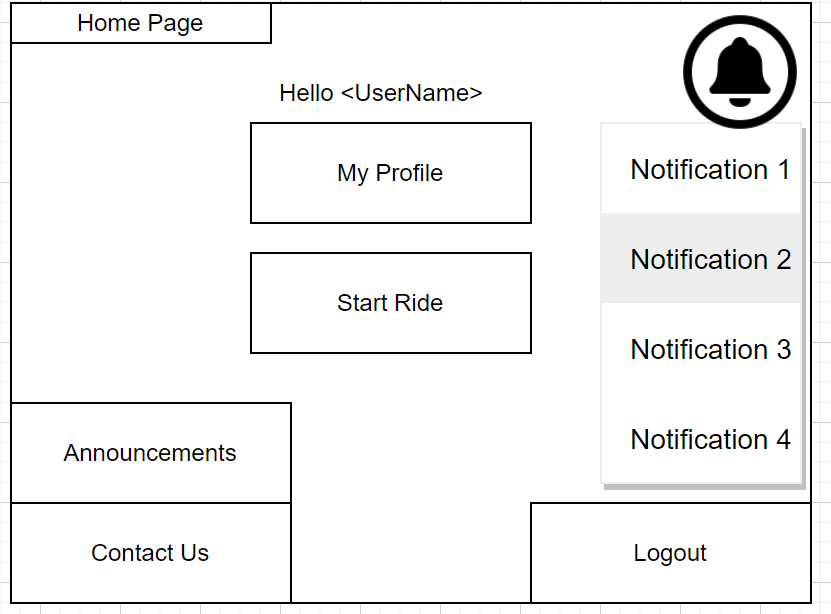 Home Page
Hello <UserName>
My Profile
Start Ride
Notification 1
Notification 2
Notification 3
Notification 4
Announcements
Contact Us
Logout